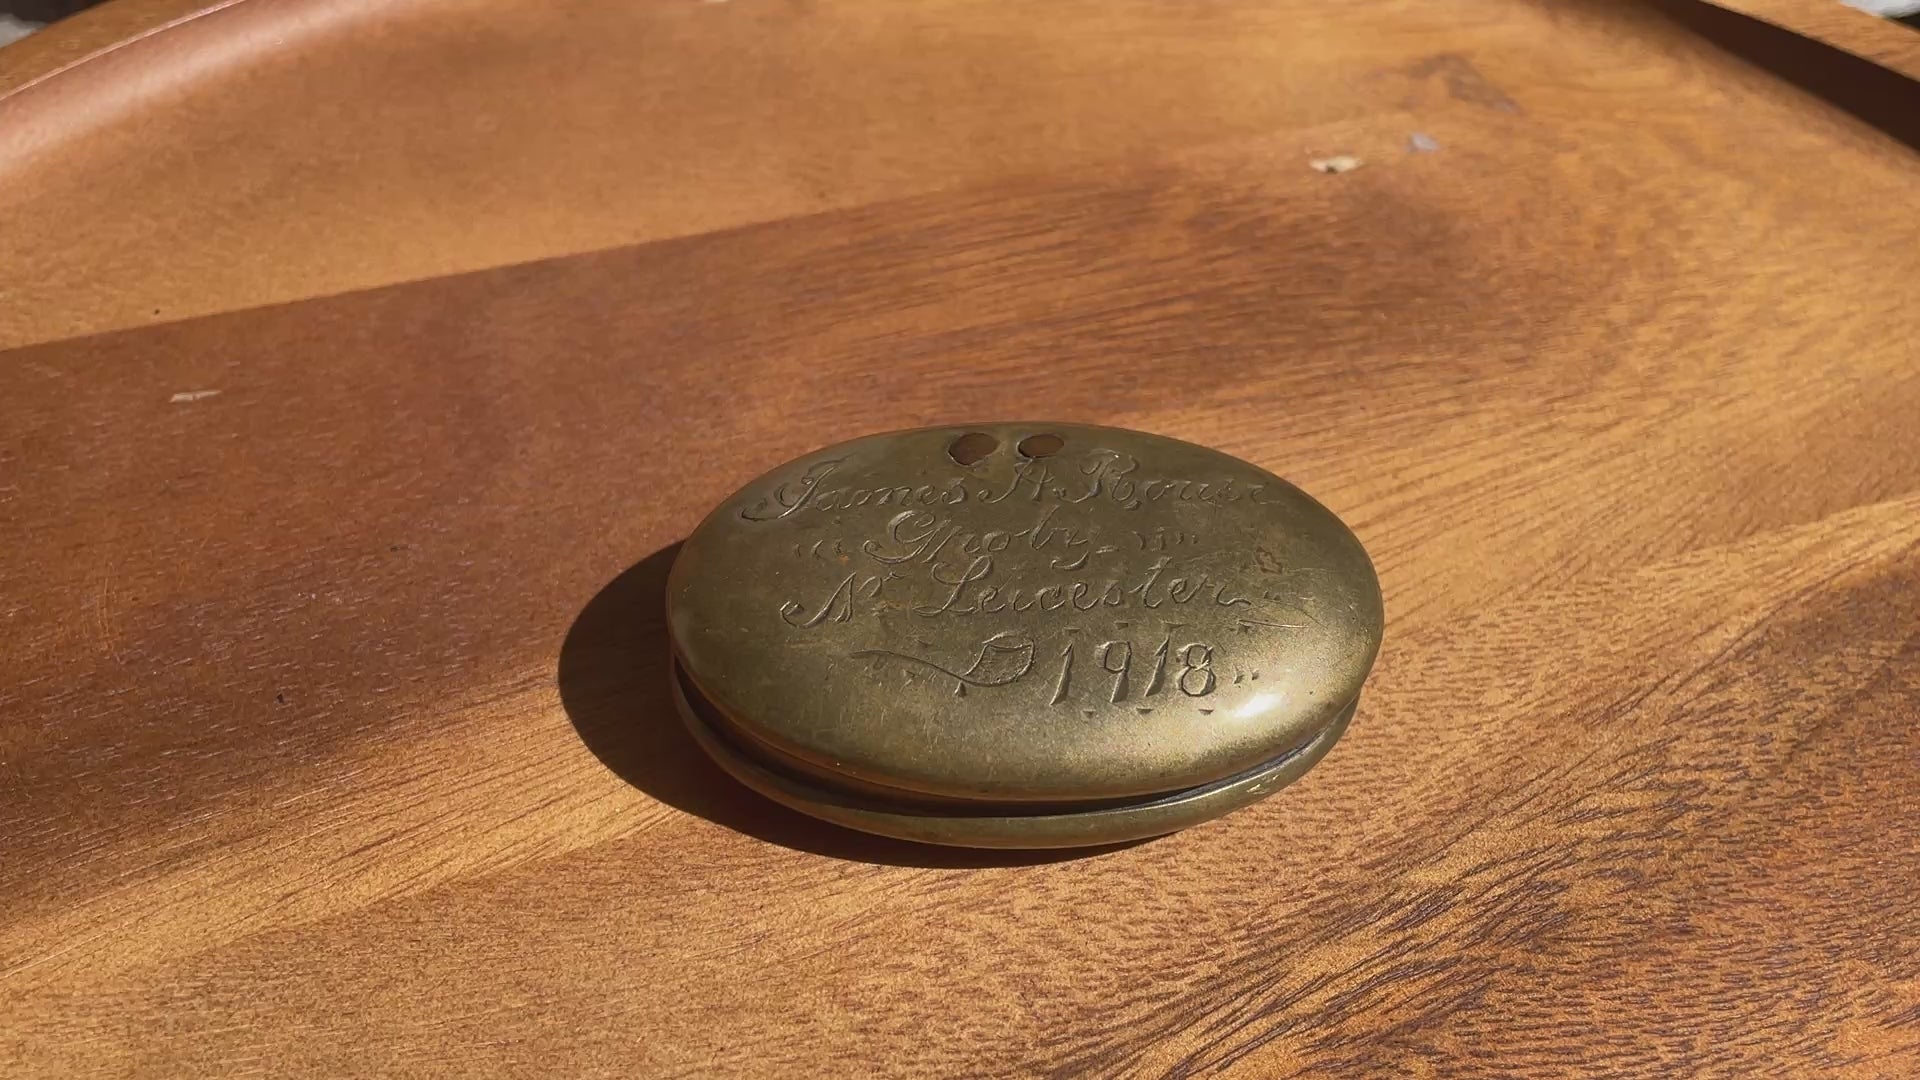 James A. Rouse
Groby
Nr Leicester
1918